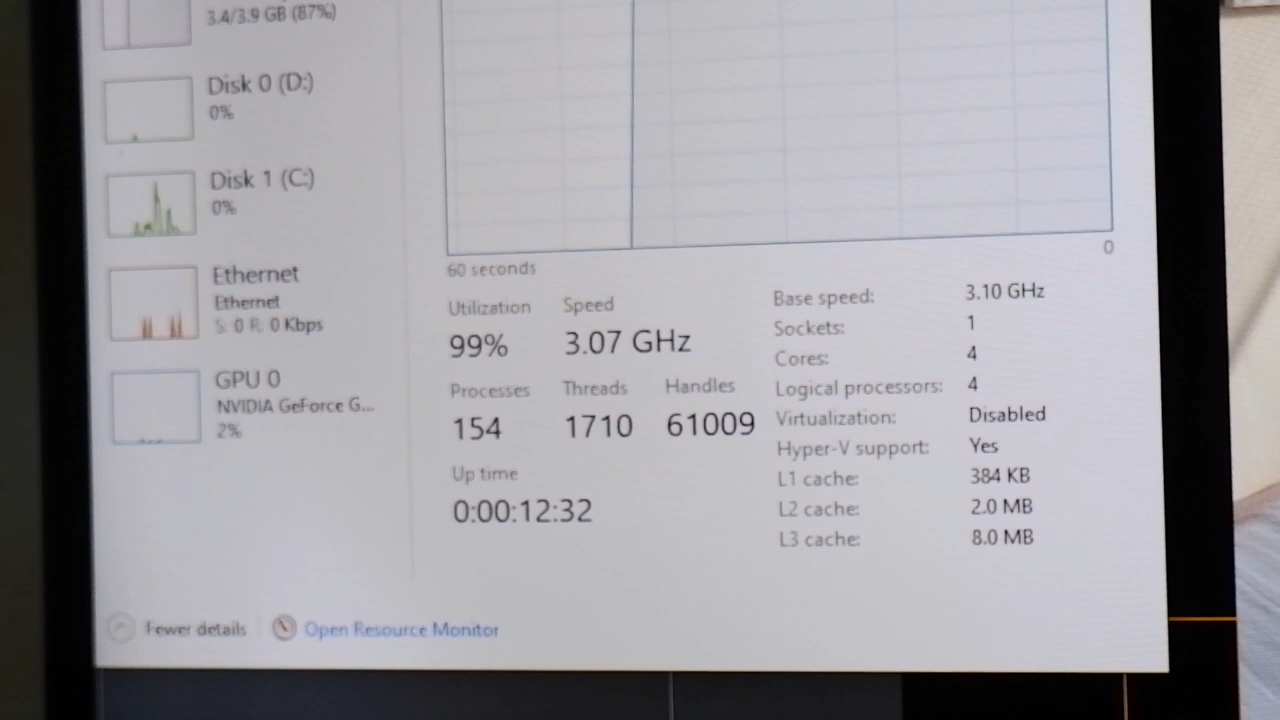 3.4/3.9 GB (87%)
Disk 0 (D:)
0%
Disk 1 (C:)
0%
Ethernet
Ethernet
S: 0 R: 0 Kbps
GPU 0
NVIDIA GeForce G...
2%
60 seconds
0
Utilization
Speed
99%
3.07 GHz
Processes
Threads
Handles
154
1710
61009
Up time
0:00:12:32
Base speed: 3.10 GHz
Sockets: 1
Cores: 4
Logical processors: 4
Virtualization: Disabled
Hyper-V support: Yes
L1 cache: 384 KB
L2 cache: 2.0 MB
L3 cache: 8.0 MB
Fewer details
Open Resource Monitor